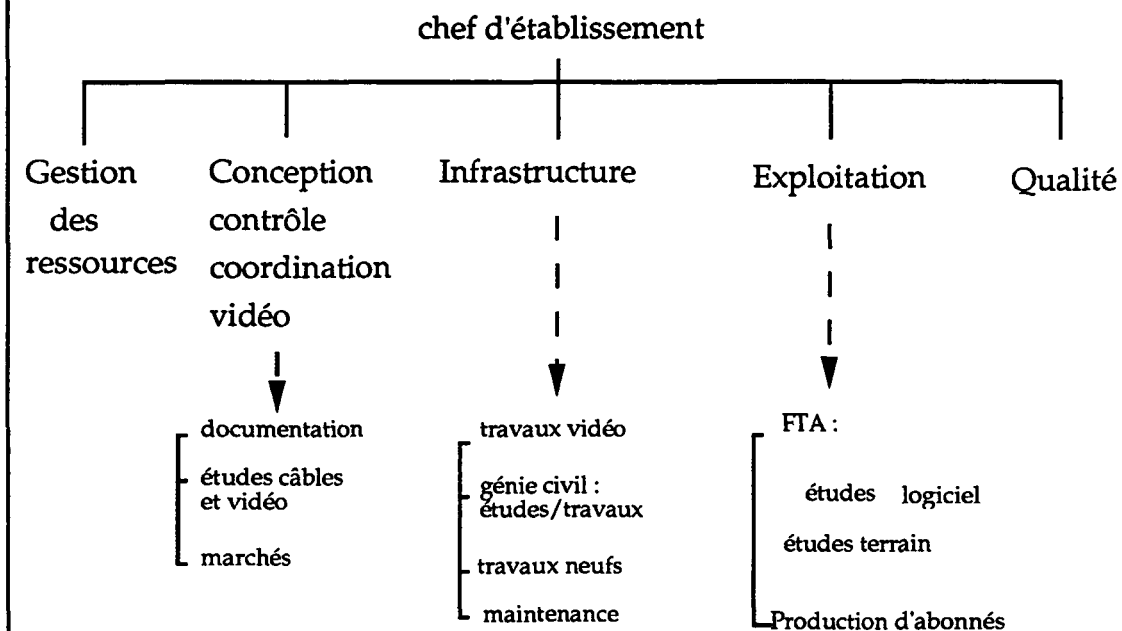 chef d'établissement
Gestion
des
ressources
Conception
contrôle
coordination
vidéo
Infrastructure
Exploitation
Qualité
documentation
études câbles
et vidéo
marchés
travaux vidéo
génie civil :
études/travaux
travaux neufs
maintenance
FTA :
études logiciel
études terrain
Production d'abonnés